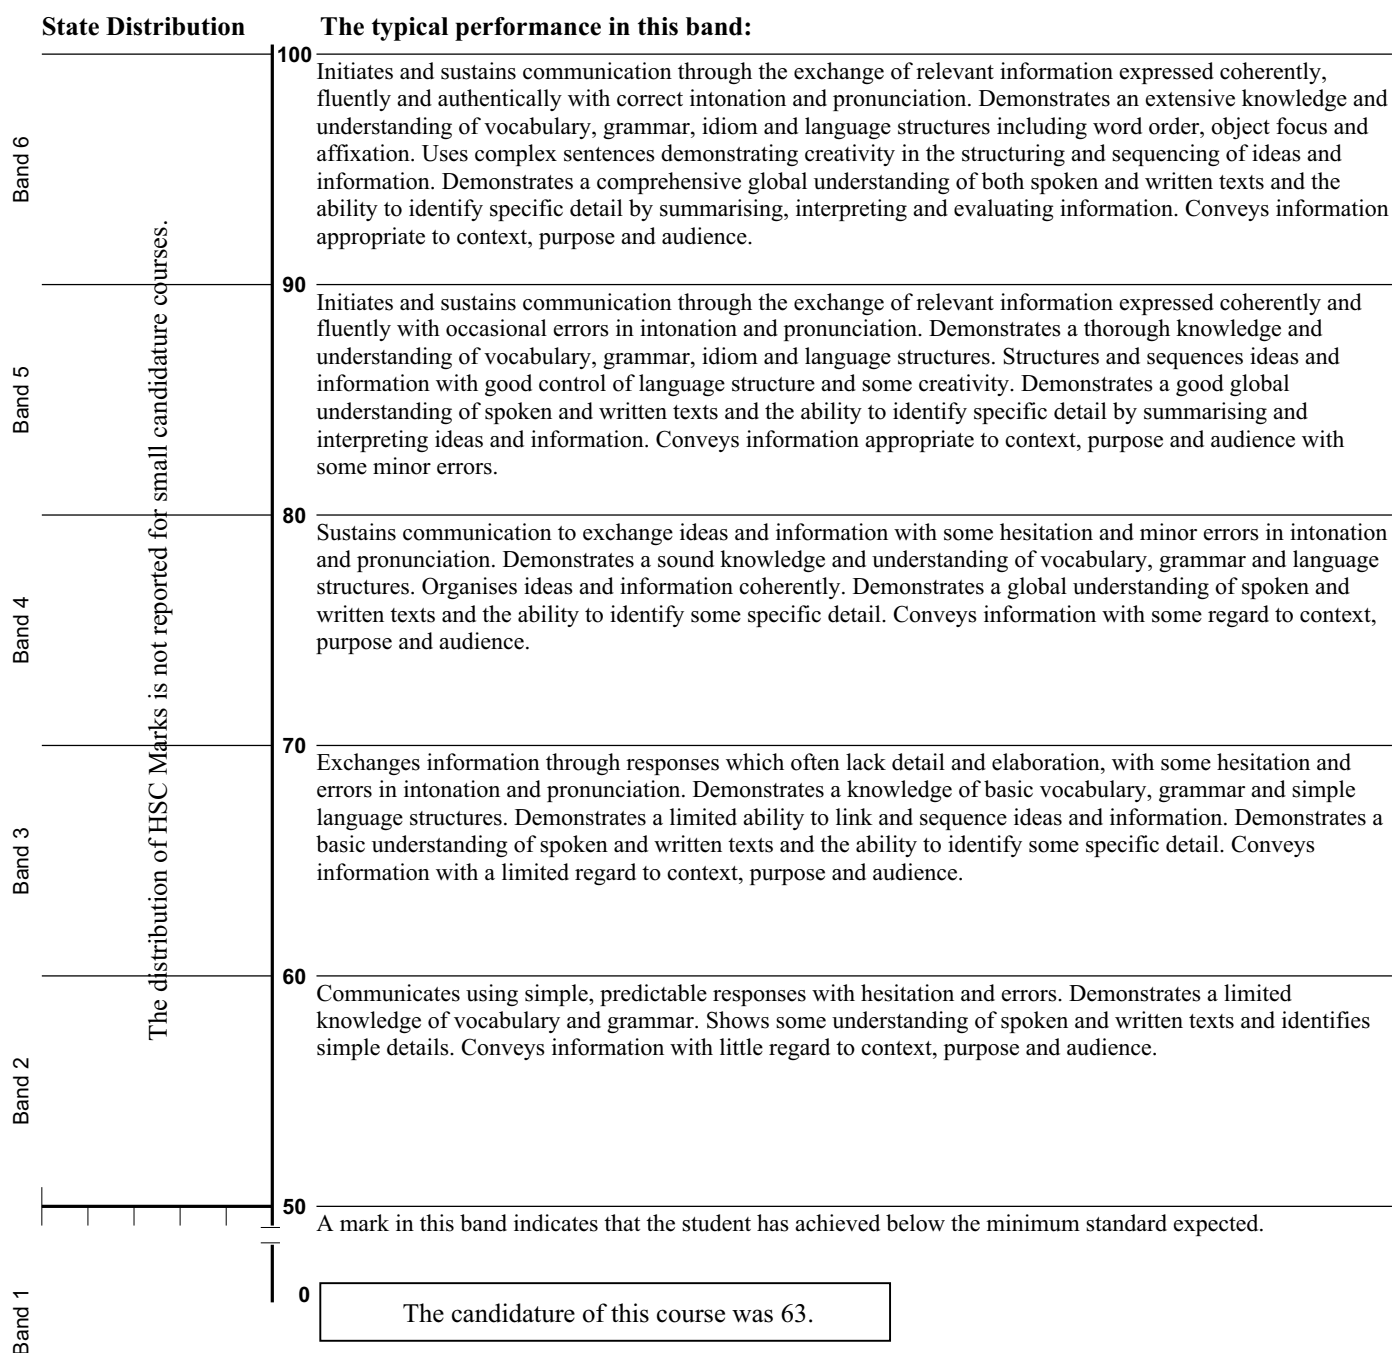 State Distribution
The typical performance in this band:
100
Initiates and sustains communication through the exchange of relevant information expressed coherently,
fluently and authentically with correct intonation and pronunciation. Demonstrates an extensive knowledge and
understanding of vocabulary, grammar, idiom and language structures including word order, object focus and
affixation. Uses complex sentences demonstrating creativity in the structuring and sequencing of ideas and
information. Demonstrates a comprehensive global understanding of both spoken and written texts and the
ability to identify specific detail by summarising, interpreting and evaluating information. Conveys information
appropriate to context, purpose and audience.
Band 6
90
Initiates and sustains communication through the exchange of relevant information expressed coherently and
fluently with occasional errors in intonation and pronunciation. Demonstrates a thorough knowledge and
understanding of vocabulary, grammar, idiom and language structures. Structures and sequences ideas and
information with good control of language structure and some creativity. Demonstrates a good global
understanding of spoken and written texts and the ability to identify specific detail by summarising and
interpreting ideas and information. Conveys information appropriate to context, purpose and audience with
some minor errors.
Band 5
80
Sustains communication to exchange ideas and information with some hesitation and minor errors in intonation
and pronunciation. Demonstrates a sound knowledge and understanding of vocabulary, grammar and language
structures. Organises ideas and information coherently. Demonstrates a global understanding of spoken and
written texts and the ability to identify some specific detail. Conveys information with some regard to context,
purpose and audience.
Band 4
The distribution of HSC Marks is not reported for small candidature courses.
70
Exchanges information through responses which often lack detail and elaboration, with some hesitation and
errors in intonation and pronunciation. Demonstrates a knowledge of basic vocabulary, grammar and simple
language structures. Demonstrates a limited ability to link and sequence ideas and information. Demonstrates a
basic understanding of spoken and written texts and the ability to identify some specific detail. Conveys
information with a limited regard to context, purpose and audience.
Band 3
60
Communicates using simple, predictable responses with hesitation and errors. Demonstrates a limited
knowledge of vocabulary and grammar. Shows some understanding of spoken and written texts and identifies
simple details. Conveys information with little regard to context, purpose and audience.
Band 2
50
A mark in this band indicates that the student has achieved below the minimum standard expected.
0
The candidature of this course was 63.
Band 1